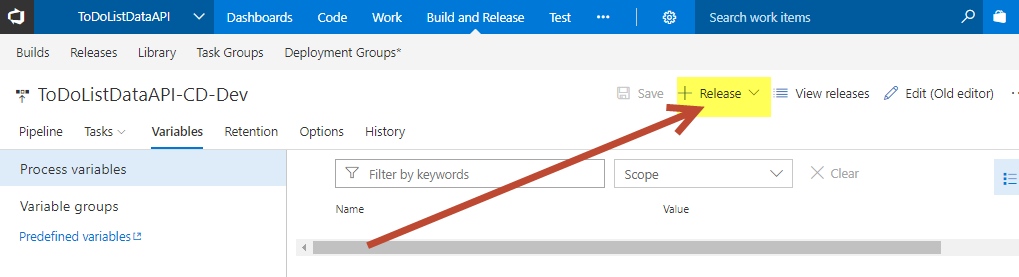 ToDoListDataAPI Dashboards Code Work Build and Release Test ••• Search work items
Builds Releases Library Task Groups Deployment Groups*
ToDoListDataAPI-CD-Dev Save + Release View releases Edit (Old editor) ...
Pipeline Tasks Variables Retention Options History
Process variables Filter by keywords Scope Clear
Variable groups Name Value
Predefined variables